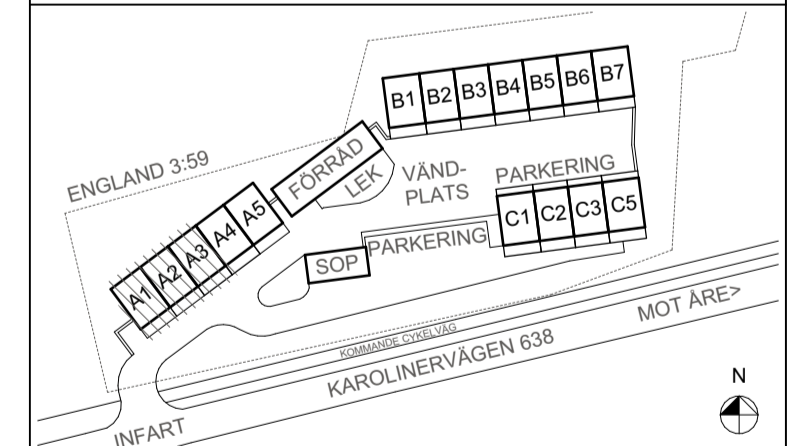 B1 B2 B3 B4 B5 B6 B7
ENGLAND 3:59
FÖRRÅD
LEK
VÄND-
PLATS
PARKERING
A1 A2 A3 A4 A5
C1 C2 C3 C5
PARKERING
SOP
KOMMANDE CYKELVÄG
KAROLINERVÄGEN 638
MOT ÅRE>
INFART
N